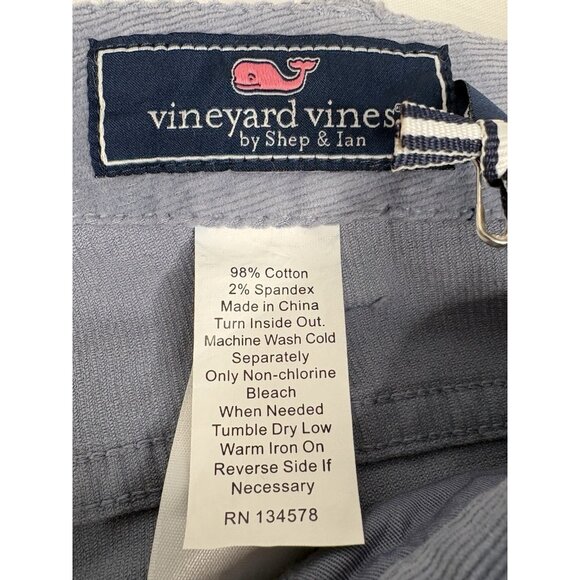 vineyard vines
by Shep & Ian
98% Cotton
2% Spandex
Made in China
Turn Inside Out.
Machine Wash Cold
Separately
Only Non-chlorine
Bleach
When Needed
Tumble Dry Low
Warm Iron On
Reverse Side If
Necessary
RN 134578